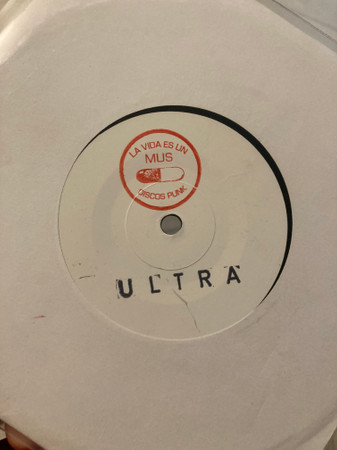 LA VIDA ES UN
MUS
DISCOS PUNK
ULTRA